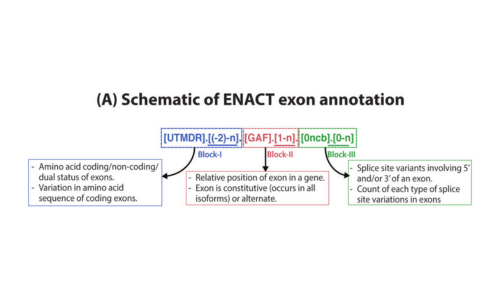 (A) Schematic of ENACT exon annotation
[UTMDR].[(-2)-n].[GAF].[1-n].[0ncb].[0-n]
Block-I
Block-II
Block-III
- Amino acid coding/non-coding/
dual status of exons.
- Variation in amino acid
sequence of coding exons.
- Relative position of exon in a gene.
- Exon is constitutive (occurs in all
isoforms) or alternate.
- Splice site variants involving 5'
and/or 3' of an exon.
- Count of each type of splice
site variations in exons